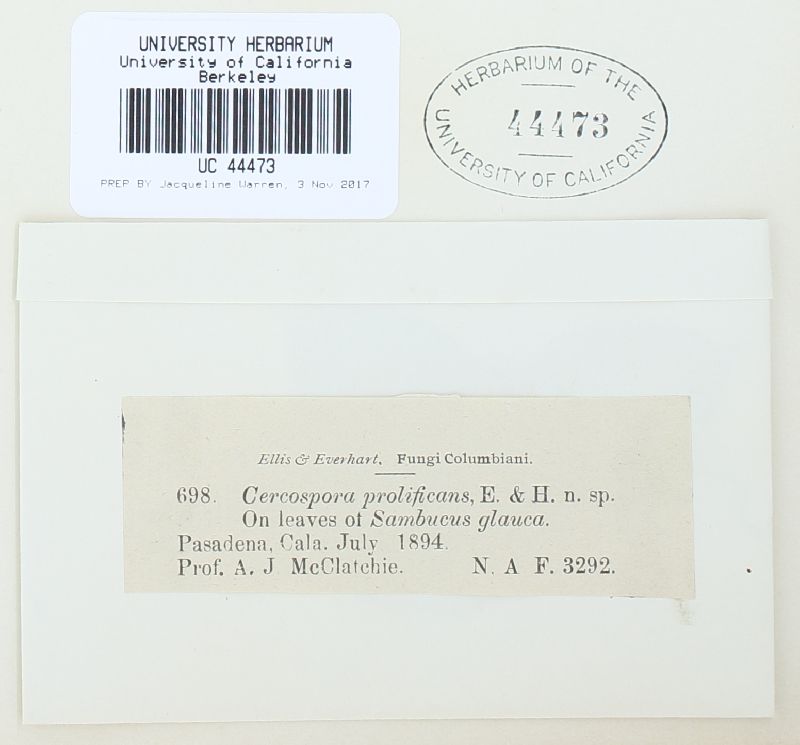 UNIVERSITY HERBARIUM
University of California
Berkeley
UC 44473
PREP BY Jacqueline Warren, 3 Nov 2017
HERBARIUM OF THE
44473
UNIVERSITY OF CALIFORNIA
Ellis & Everhart, Fungi Columbiani.
698. Cercospora prolificans, E. & H. n. sp.
On leaves of Sambucus glauca.
Pasadena, Cala. July 1894.
Prof. A. J McClatchie. N. A F. 3292.